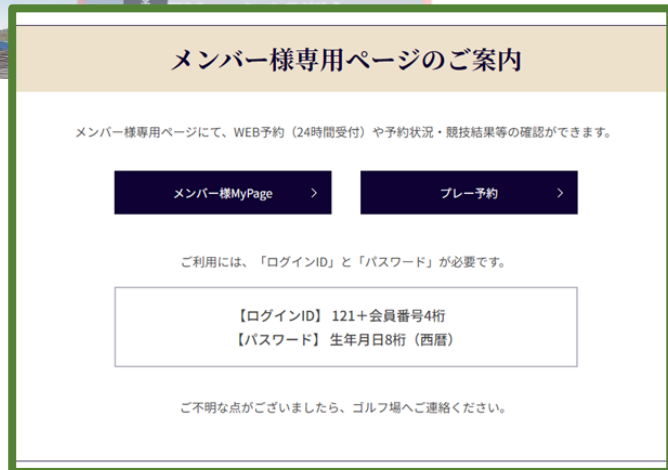 メンバー様専用ページのご案内
メンバー様専用ページにて、WEB予約（24時間受付）や予約状況・競技結果等の確認ができます。
メンバー様MyPage
プレー予約
ご利用には、「ログインID」と「パスワード」が必要です。
【ログインID】 121＋会員番号4桁
【パスワード】 生年月日8桁（西暦）
ご不明な点がございましたら、ゴルフ場へご連絡ください。